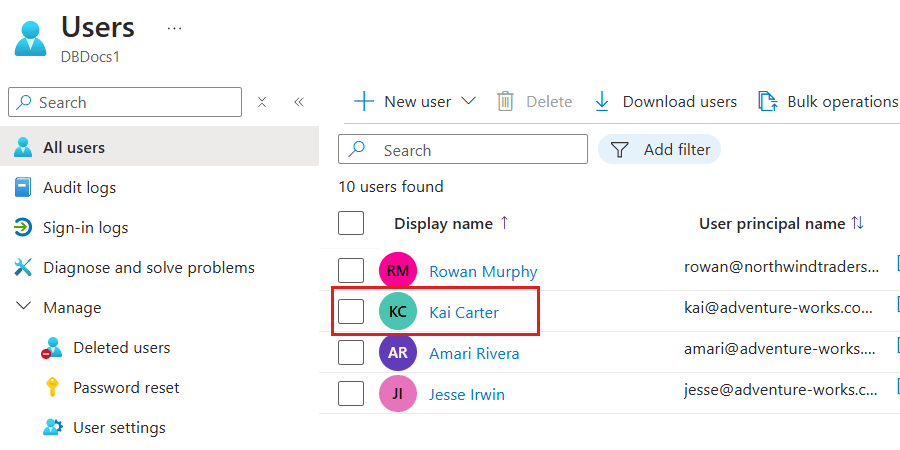 Users ...
DBDocs1
Search
New user
Delete
Download users
Bulk operations
All users
Audit logs
Sign-in logs
Diagnose and solve problems
Manage
Deleted users
Password reset
User settings
Search
Add filter
10 users found
Display name ↑ User principal name ↑↓
RM Rowan Murphy rowan@northwindtraders...
KC Kai Carter kai@adventure-works.co...
AR Amari Rivera amari@adventure-works....
JI Jesse Irwin jesse@adventure-works.c...